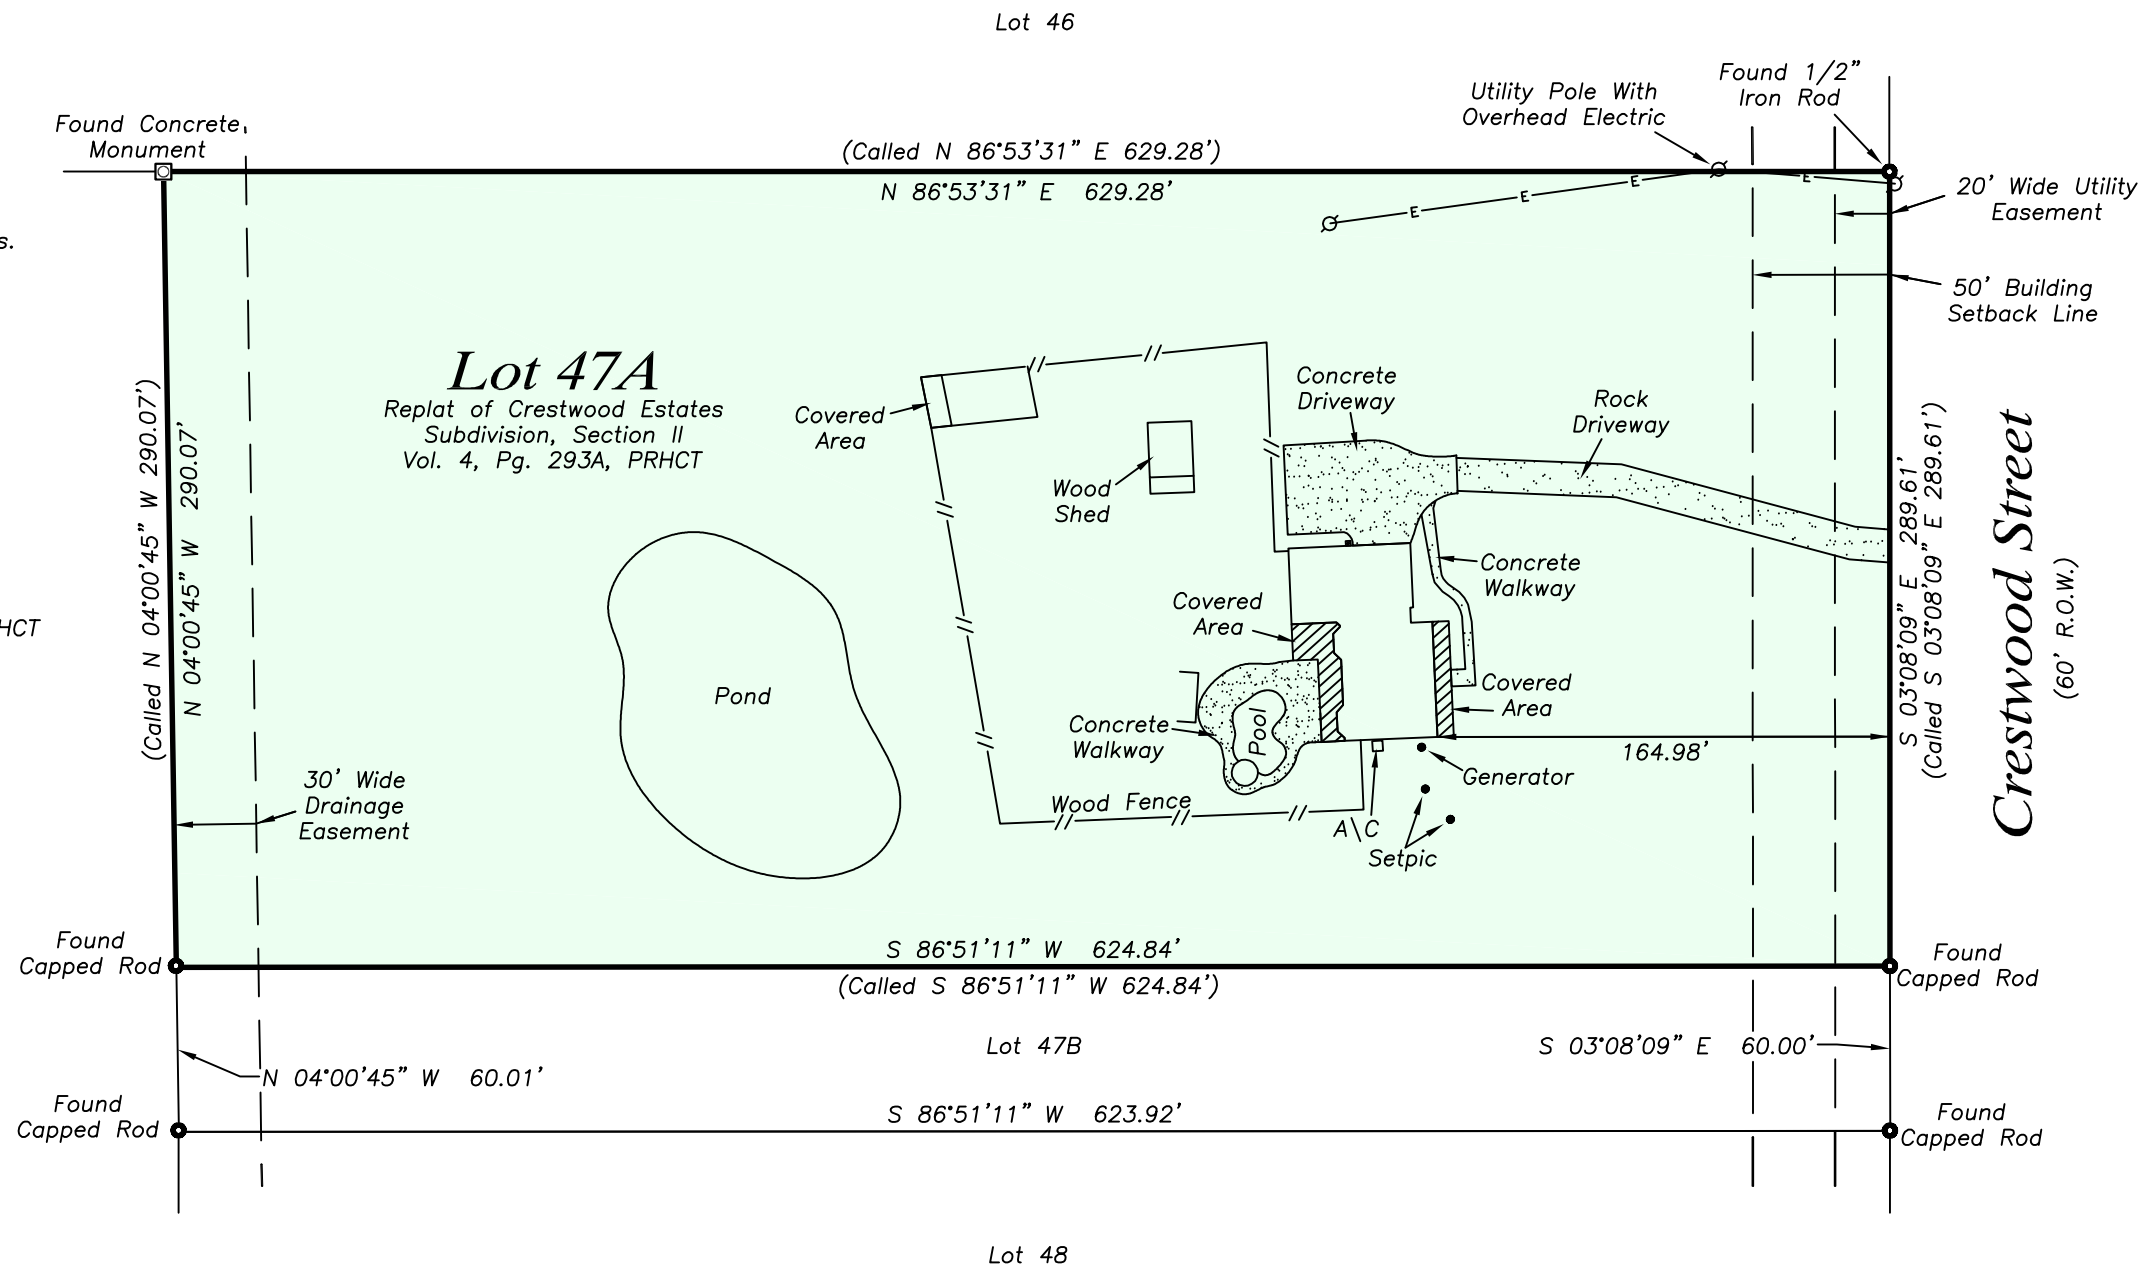 Lot 46
Found 1/2"
Iron Rod
Utility Pole With
Overhead Electric
Found Concrete
Monument
(Called N 86°53'31" E 629.28')
N 86°53'31" E 629.28'
E
E
E
E
20' Wide Utility
Easement
s.
50' Building
Setback Line
Lot 47A
Replat of Crestwood Estates
Subdivision, Section II
Vol. 4, Pg. 293A, PRHCT
Covered
Area
Concrete
Driveway
Rock
Driveway
Wood
Shed
(Called N 04°00'45" W 290.07')
N 04°00'45" W 290.07'
S 03°08'09" E 289.61'
(Called S 03°08'09" E 289.61')
Crestwood Street
(60' R.O.W.)
Concrete
Walkway
Covered
Area
HCT
Pond
Covered
Area
Concrete
Walkway
Pool
164.98'
Generator
30' Wide
Drainage
Easement
Wood Fence
A\C
Setpic
Found
Capped Rod
S 86°51'11" W 624.84'
(Called S 86°51'11" W 624.84')
Found
Capped Rod
Lot 47B
S 03°08'09" E 60.00'
N 04°00'45" W 60.01'
Found
Capped Rod
S 86°51'11" W 623.92'
Found
Capped Rod
Lot 48